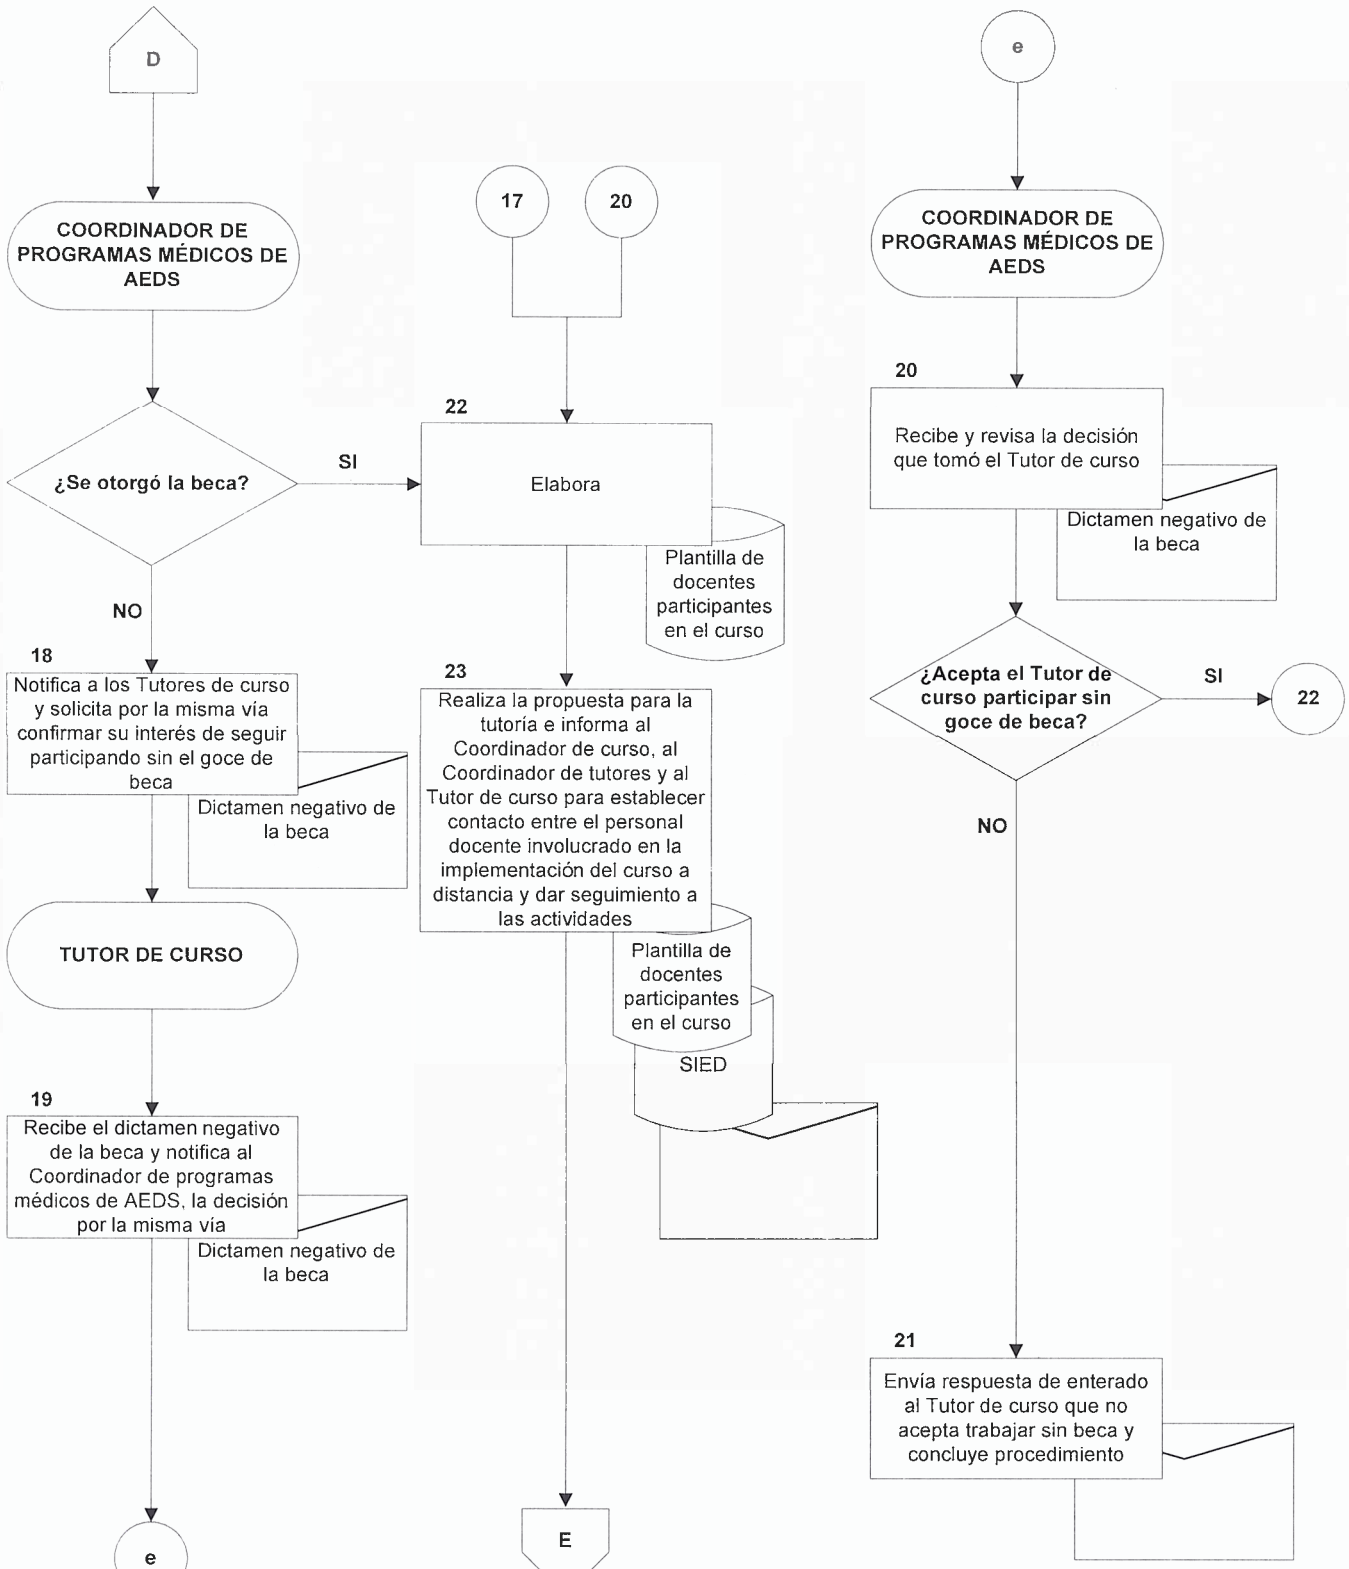 D
COORDINADOR DE
PROGRAMAS MÉDICOS DE
AEDS
¿Se otorgó la beca?
SI
NO
18
Notifica a los Tutores de curso
y solicita por la misma vía
confirmar su interés de seguir
participando sin el goce de
beca
Dictamen negativo de
la beca
TUTOR DE CURSO
19
Recibe el dictamen negativo
de la beca y notifica al
Coordinador de programas
médicos de AEDS, la decisión
por la misma vía
Dictamen negativo de
la beca
e
17
20
22
Elabora
Plantilla de
docentes
participantes
en el curso
23
Realiza la propuesta para la
tutoría e informa al
Coordinador de curso, al
Coordinador de tutores y al
Tutor de curso para establecer
contacto entre el personal
docente involucrado en la
implementación del curso a
distancia y dar seguimiento a
las actividades
Plantilla de
docentes
participantes
en el curso
SIED
E
e
COORDINADOR DE
PROGRAMAS MÉDICOS DE
AEDS
20
Recibe y revisa la decisión
que tomó el Tutor de curso
Dictamen negativo de
la beca
¿Acepta el Tutor de
curso participar sin
goce de beca?
SI
22
NO
21
Envía respuesta de enterado
al Tutor de curso que no
acepta trabajar sin beca y
concluye procedimiento